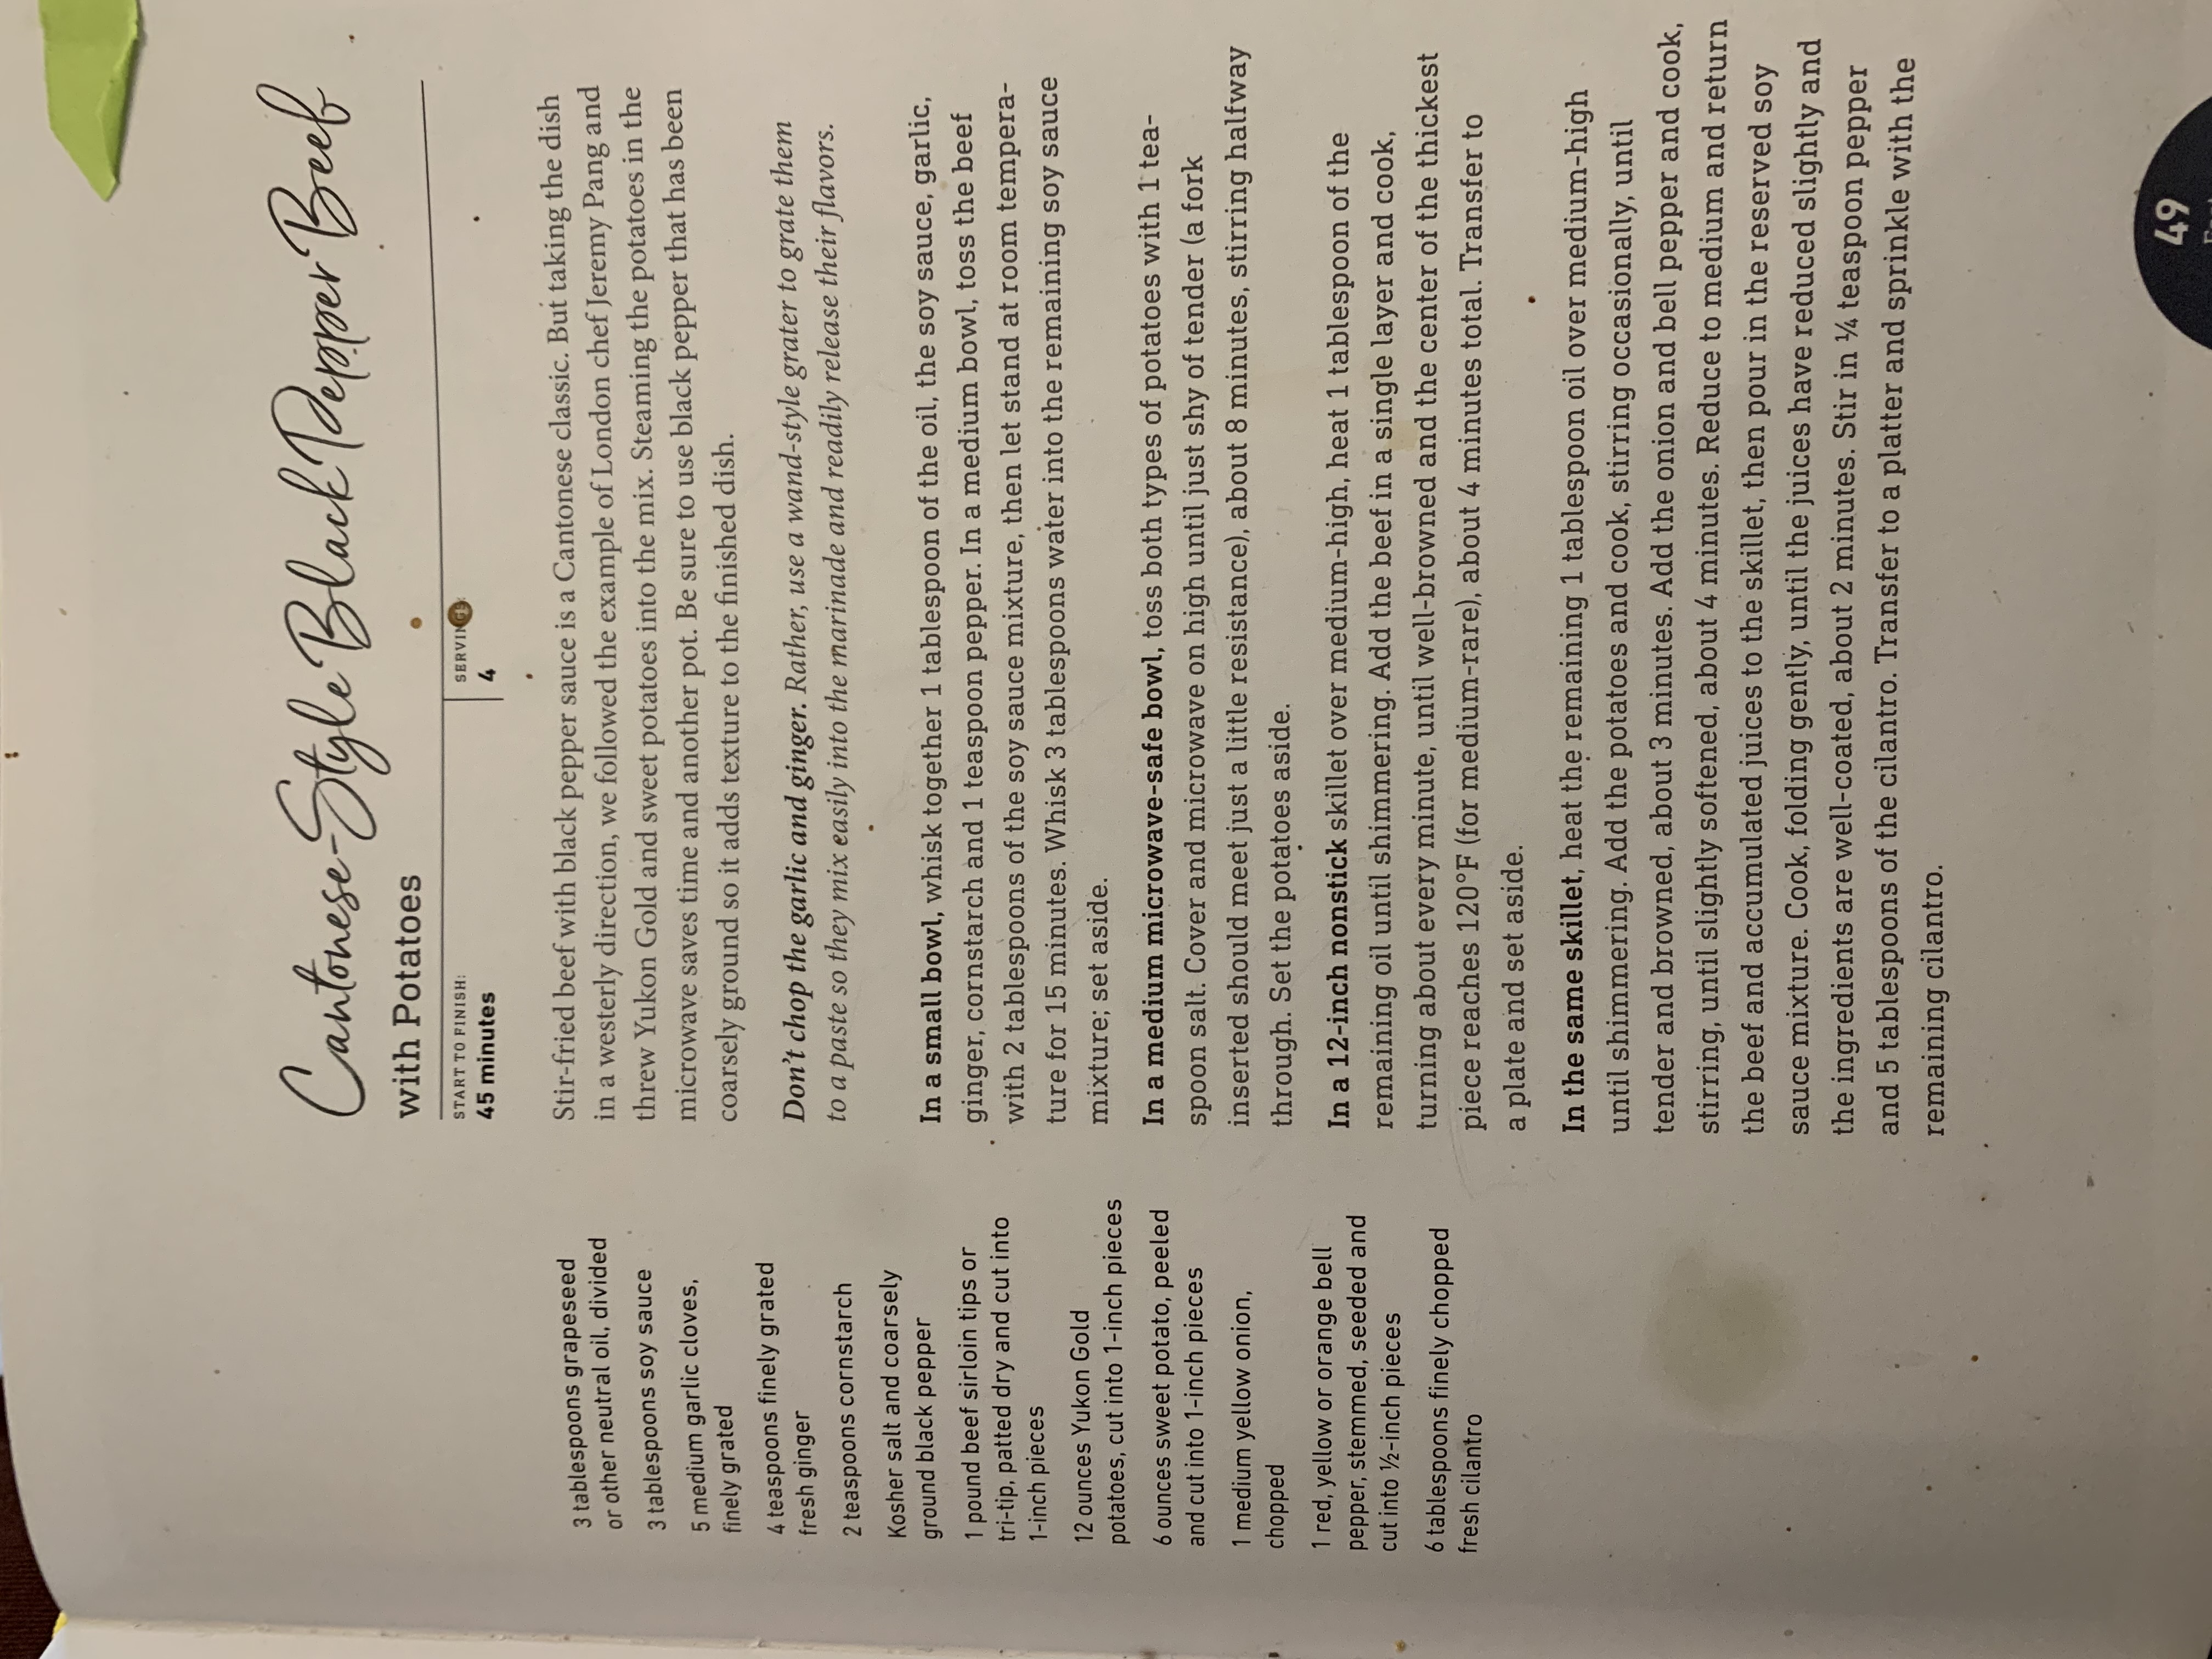 Cantonese-Style Black Pepper Beef
with Potatoes
START TO FINISH:
45 minutes
4
3 tablespoons grapeseed
or other neutral oil, divided
3 tablespoons soy sauce
5 medium garlic cloves,
finely grated
4 teaspoons finely grated
fresh ginger
2 teaspoons cornstarch
Kosher salt and coarsely
ground black pepper
1 pound beef sirloin tips or
tri-tip, patted dry and cut into
1-inch pieces
12 ounces Yukon Gold
potatoes, cut into 1-inch pieces
6 ounces sweet potato, peeled
and cut into 1-inch pieces
1 medium yellow onion,
chopped
1 red, yellow or orange bell
pepper, stemmed, seeded and
cut into ½-inch pieces
6 tablespoons finely chopped
fresh cilantro
Stir-fried beef with black pepper sauce is a Cantonese classic. But taking the dish
in a westerly direction, we followed the example of London chef Jeremy Pang and
threw Yukon Gold and sweet potatoes into the mix. Steaming the potatoes in the
microwave saves time and another pot. Be sure to use black pepper that has been
coarsely ground so it adds texture to the finished dish.
Don't chop the garlic and ginger. Rather, use a wand-style grater to grate them
to a paste so they mix easily into the marinade and readily release their flavors.
In a small bowl, whisk together 1 tablespoon of the oil, the soy sauce, garlic,
ginger, cornstarch and 1 teaspoon pepper. In a medium bowl, toss the beef
with 2 tablespoons of the soy sauce mixture, then let stand at room tempera-
ture for 15 minutes. Whisk 3 tablespoons water into the remaining soy sauce
mixture; set aside.
In a medium microwave-safe bowl, toss both types of potatoes with 1 tea-
spoon salt. Cover and microwave on high until just shy of tender (a fork
inserted should meet just a little resistance), about 8 minutes, stirring halfway
through. Set the potatoes aside.
In a 12-inch nonstick skillet over medium-high, heat 1 tablespoon of the
remaining oil until shimmering. Add the beef in a single layer and cook,
turning about every minute, until well-browned and the center of the thickest
piece reaches 120°F (for medium-rare), about 4 minutes total. Transfer to
a plate and set aside.
In the same skillet, heat the remaining 1 tablespoon oil over medium-high
until shimmering. Add the potatoes and cook, stirring occasionally, until
tender and browned, about 3 minutes. Add the onion and bell pepper and cook,
stirring, until slightly softened, about 4 minutes. Reduce to medium and return
the beef and accumulated juices to the skillet, then pour in the reserved soy
sauce mixture. Cook, folding gently, until the juices have reduced slightly and
the ingredients are well-coated, about 2 minutes. Stir in ¼ teaspoon pepper
and 5 tablespoons of the cilantro. Transfer to a platter and sprinkle with the
remaining cilantro.
49